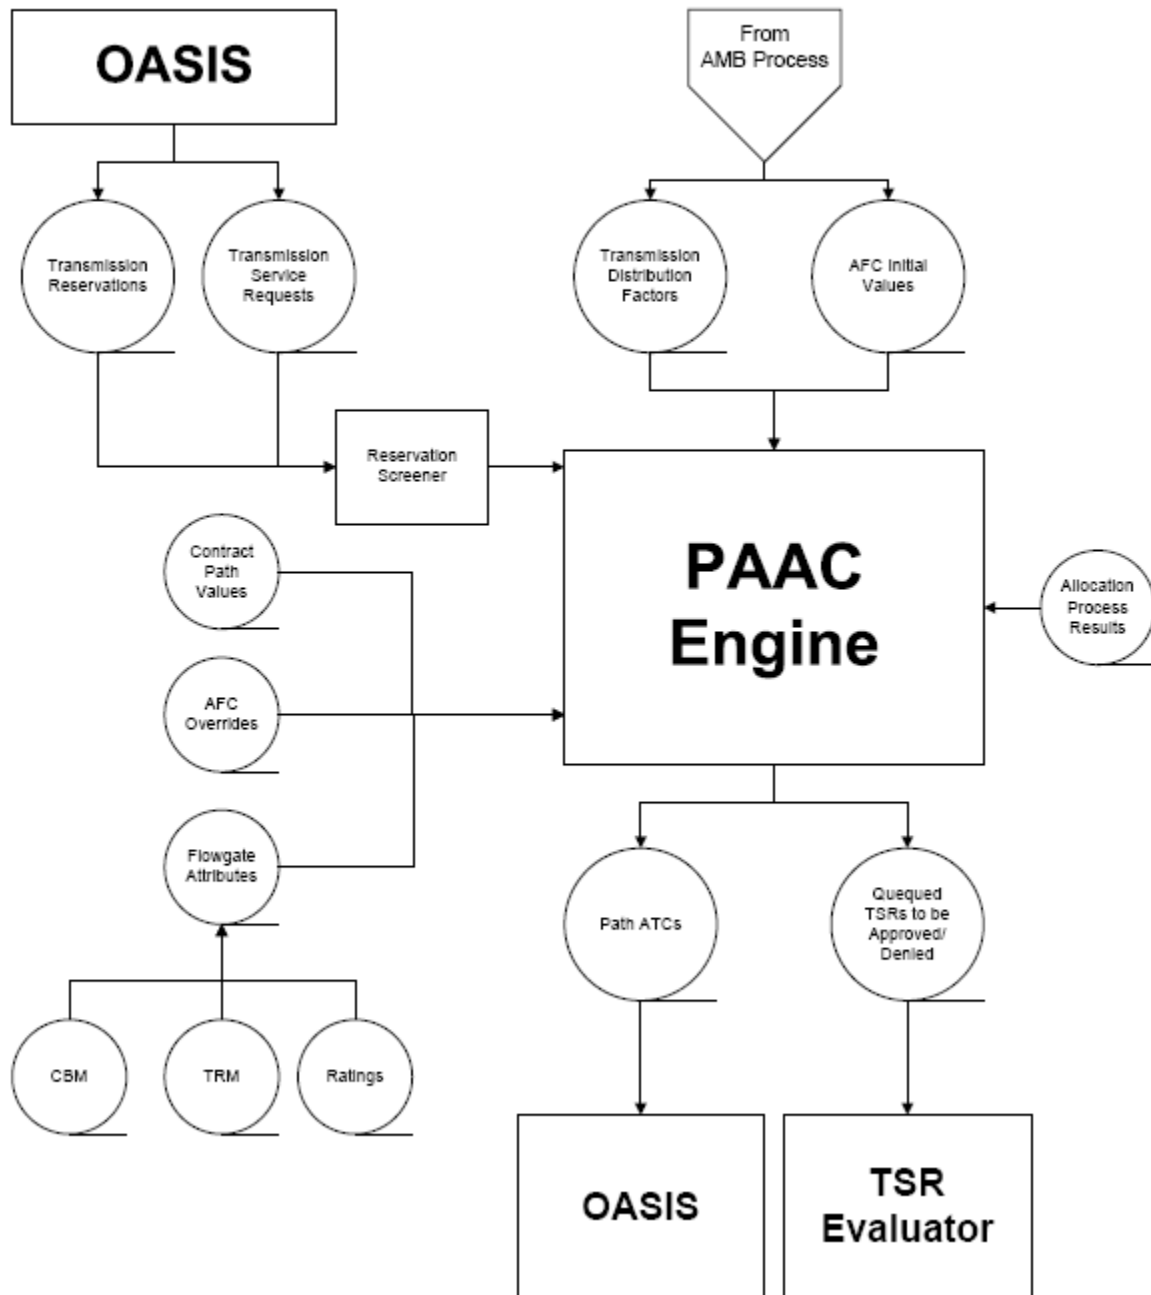 OASIS
From
AMB Process
Transmission
Reservations
Transmission
Service
Requests
Transmission
Distribution
Factors
AFC Initial
Values
Reservation
Screener
Contract
Path
Values
PAAC
Engine
Allocation
Process
Results
AFC
Overrides
Flowgate
Attributes
Path ATCs
Quequed
TSRs to be
Approved/
Denied
CBM
TRM
Ratings
OASIS
TSR
Evaluator